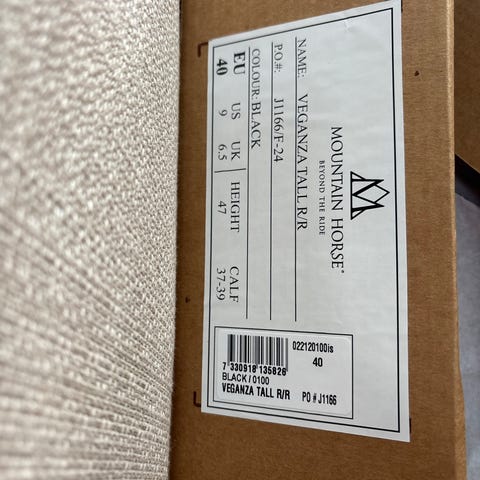 MOUNTAIN HORSE®
BEYOND THE RIDE
NAME: VEGANZA TALL R/R
P.O.#: J1166/F-24
COLOUR: BLACK
EU US UK HEIGHT CALF
40 9 6.5 47 37-39
022120100is
40
7 330918 135826
BLACK / 0100
VEGANZA TALL R/R PO # J1166